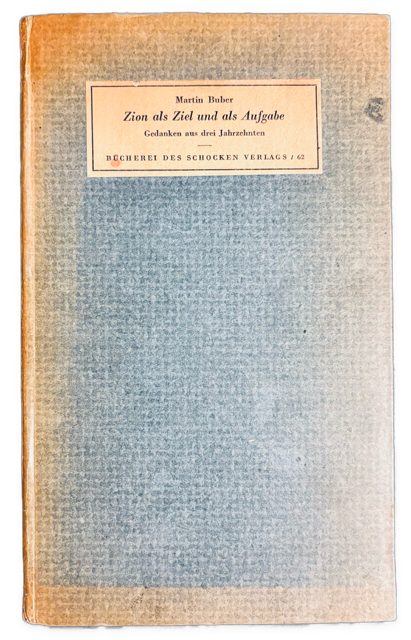 Martin Buber
Zion als Ziel und als Aufgabe
Gedanken aus drei Jahrzehnten
BÜCHEREI DES SCHOCKEN VERLAGS / 62